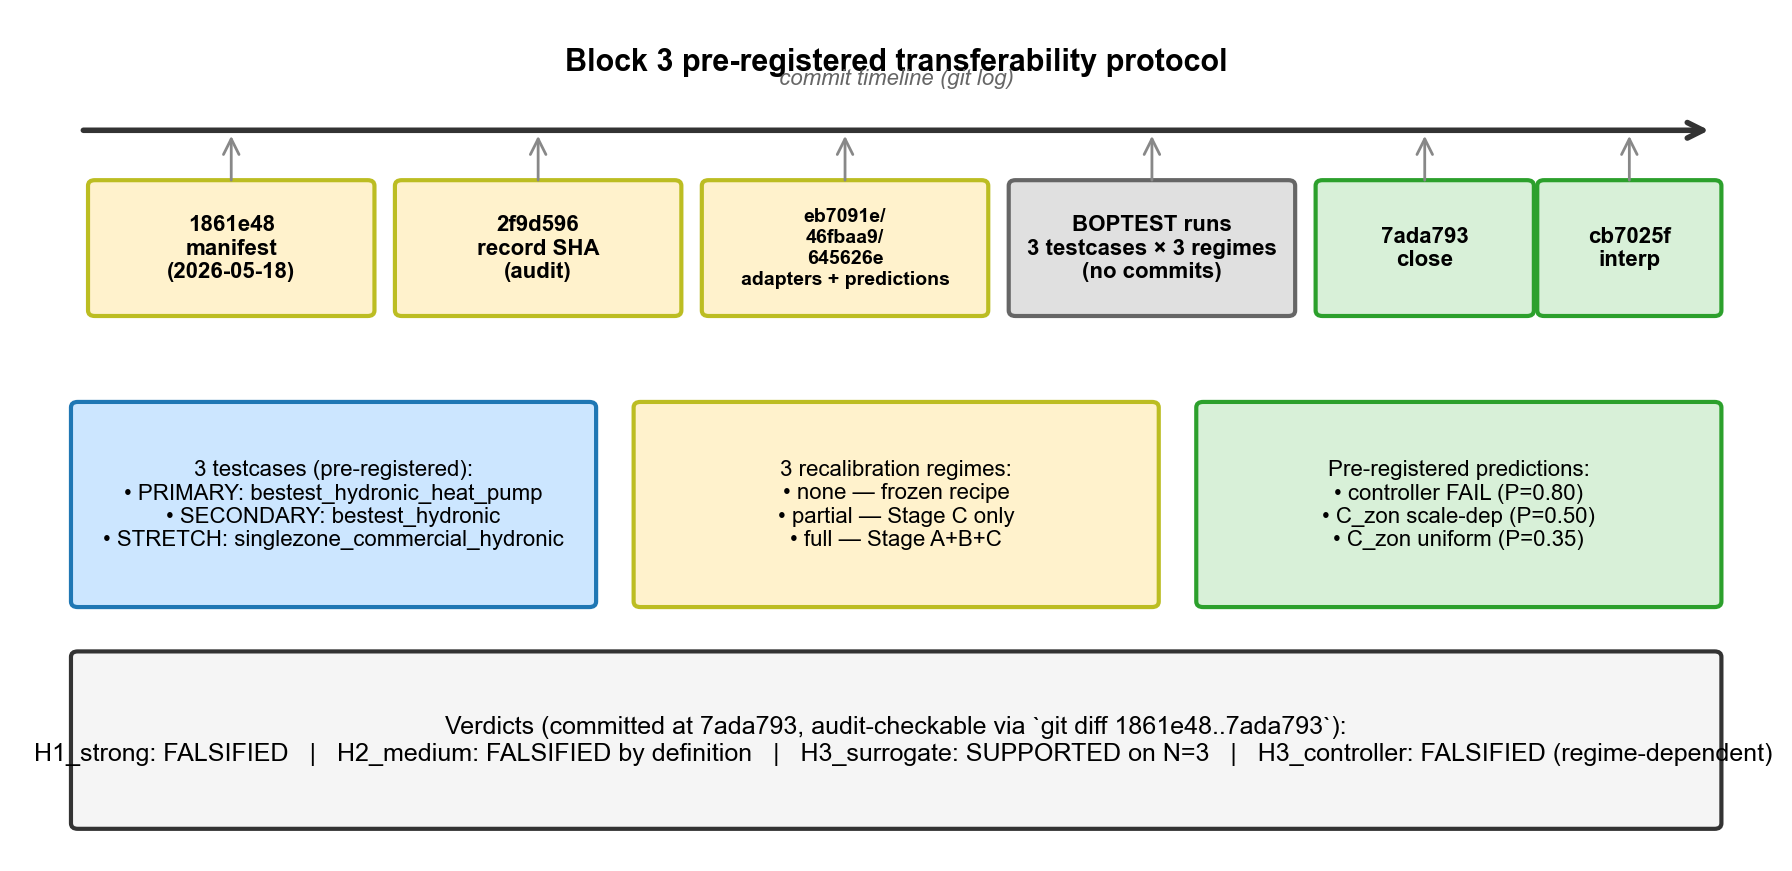 Block 3 pre-registered transferability protocol
commit timeline (git log)
1861e48
manifest
(2026-05-18)
2f9d596
record SHA
(audit)
eb7091e/
46fbaa9/
645626e
adapters + predictions
BOPTEST runs
3 testcases × 3 regimes
(no commits)
7ada793
close
cb7025f
interp
3 testcases (pre-registered):
• PRIMARY: bestest_hydronic_heat_pump
• SECONDARY: bestest_hydronic
• STRETCH: singlezone_commercial_hydronic
3 recalibration regimes:
• none — frozen recipe
• partial — Stage C only
• full — Stage A+B+C
Pre-registered predictions:
• controller FAIL (P=0.80)
• C_zon scale-dep (P=0.50)
• C_zon uniform (P=0.35)
Verdicts (committed at 7ada793, audit-checkable via `git diff 1861e48..7ada793`):
H1_strong: FALSIFIED | H2_medium: FALSIFIED by definition | H3_surrogate: SUPPORTED on N=3 | H3_controller: FALSIFIED (regime-dependent)